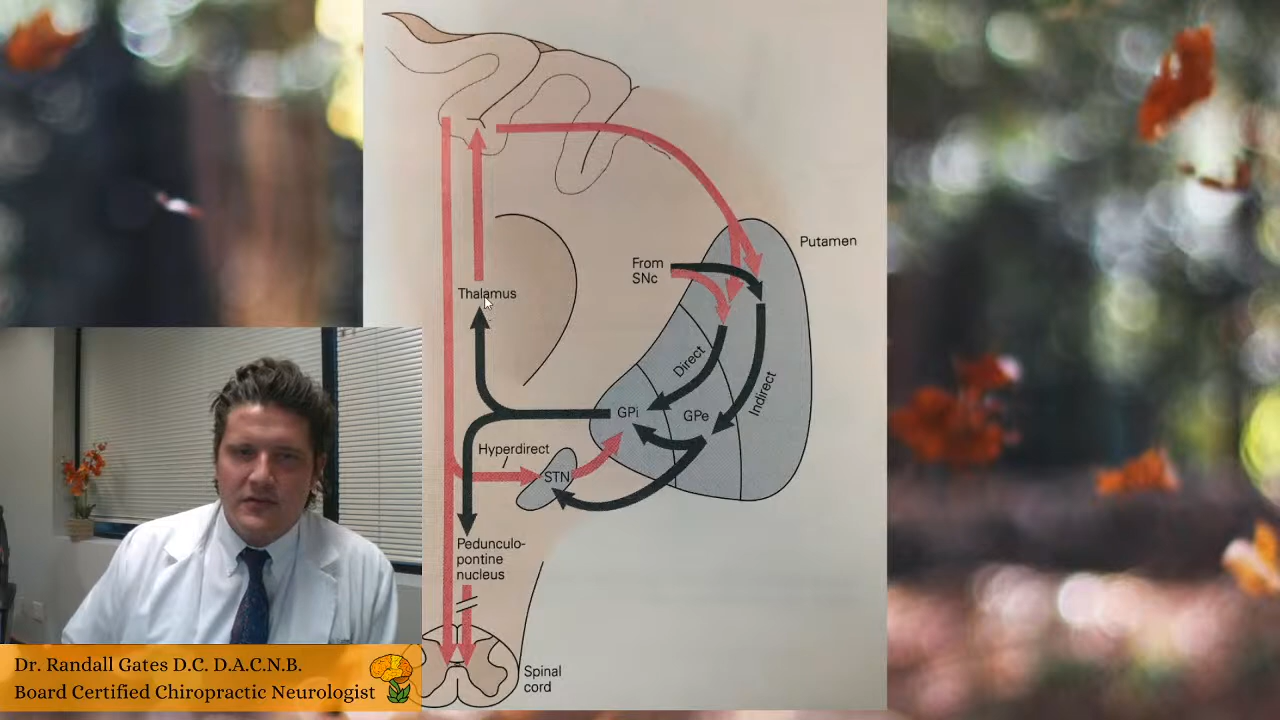 Putamen
From
SNc
Thalamus
Direct
Indirect
GPi
GPe
Hyperdirect
STN
Pedunculo-
pontine
nucleus
Spinal
cord
Dr. Randall Gates D.C. D.A.C.N.B.
Board Certified Chiropractic Neurologist